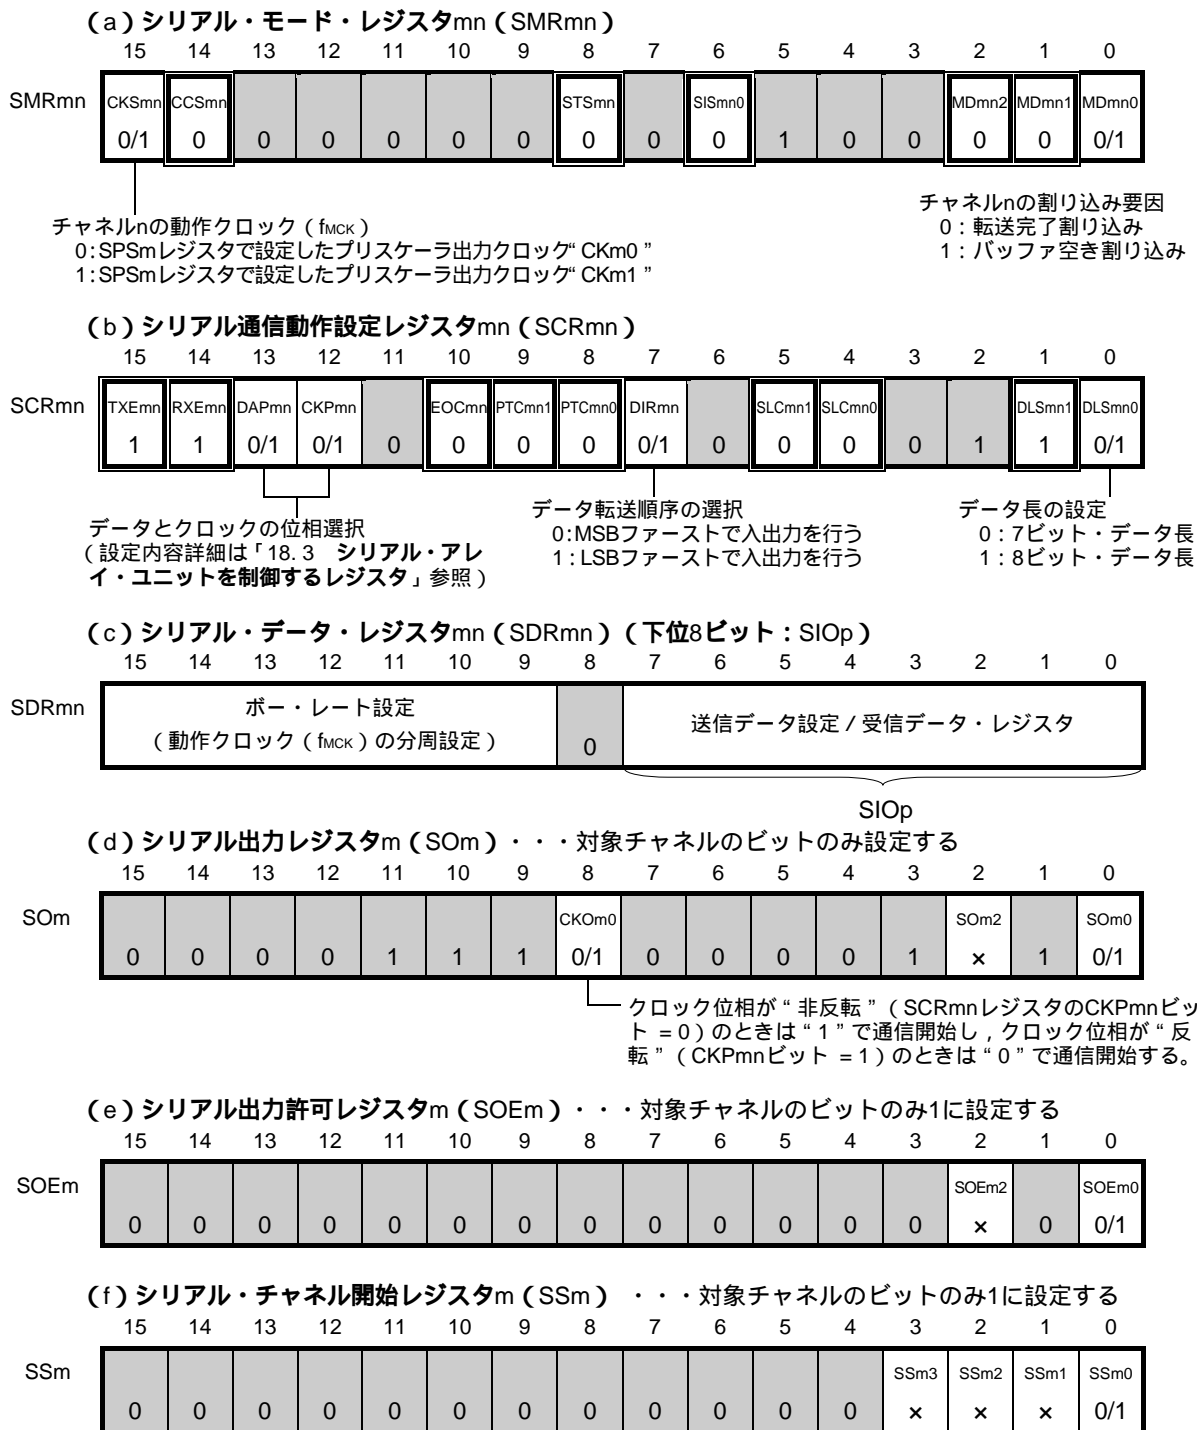 (a)シリアル・モード・レジスタmn(SMRmn)
15 14 13 12 11 10 9 8 7 6 5 4 3 2 1 0
SMRmn CKSmn CCSmn STSmn SISmn0 MDmn2 MDmn1 MDmn0
0/1 0 0 0 0 0 0 0 0 0 1 0 0 0 0 0/1
チャネルnの動作クロック(fMCK)
0:SPSmレジスタで設定したプリスケーラ出力クロック“CKm0”
1:SPSmレジスタで設定したプリスケーラ出力クロック“CKm1”
チャネルnの割り込み要因
0:転送完了割り込み
1:バッファ空き割り込み
(b)シリアル通信動作設定レジスタmn(SCRmn)
15 14 13 12 11 10 9 8 7 6 5 4 3 2 1 0
SCRmn TXEmn RXEmn DAPmn CKPmn EOCmn PTCmn1 PTCmn0 DIRmn SLCmn1 SLCmn0 DLSmn1 DLSmn0
1 1 0/1 0/1 0 0 0 0 0/1 0 0 0 0 1 1 0/1
データとクロックの位相選択
(設定内容詳細は「18.3 シリアル・アレ
イ・ユニットを制御するレジスタ」参照)
データ転送順序の選択
0:MSBファーストで入出力を行う
1:LSBファーストで入出力を行う
データ長の設定
0:7ビット・データ長
1:8ビット・データ長
(c)シリアル・データ・レジスタmn(SDRmn)(下位8ビット:SIOp)
15 14 13 12 11 10 9 8 7 6 5 4 3 2 1 0
SDRmn ボー・レート設定
(動作クロック(fMCK)の分周設定)
0
送信データ設定/受信データ・レジスタ
SIOp
(d)シリアル出力レジスタm(SOm)・・・対象チャネルのビットのみ設定する
15 14 13 12 11 10 9 8 7 6 5 4 3 2 1 0
SOm CKOm0 SOm2 SOm0
0 0 0 0 1 1 1 0/1 0 0 0 0 1 × 1 0/1
クロック位相が“非反転”(SCRmnレジスタのCKPmnビッ
ト =0)のときは“1”で通信開始し,クロック位相が“反
転”(CKPmnビット =1)のときは“0”で通信開始する。
(e)シリアル出力許可レジスタm(SOEm)・・・対象チャネルのビットのみ1に設定する
15 14 13 12 11 10 9 8 7 6 5 4 3 2 1 0
SOEm SOEm2 SOEm0
0 0 0 0 0 0 0 0 0 0 0 0 0 × 0 0/1
(f)シリアル・チャネル開始レジスタm(SSm) ・・・対象チャネルのビットのみ1に設定する
15 14 13 12 11 10 9 8 7 6 5 4 3 2 1 0
SSm SSm3 SSm2 SSm1 SSm0
0 0 0 0 0 0 0 0 0 0 0 0 × × × 0/1